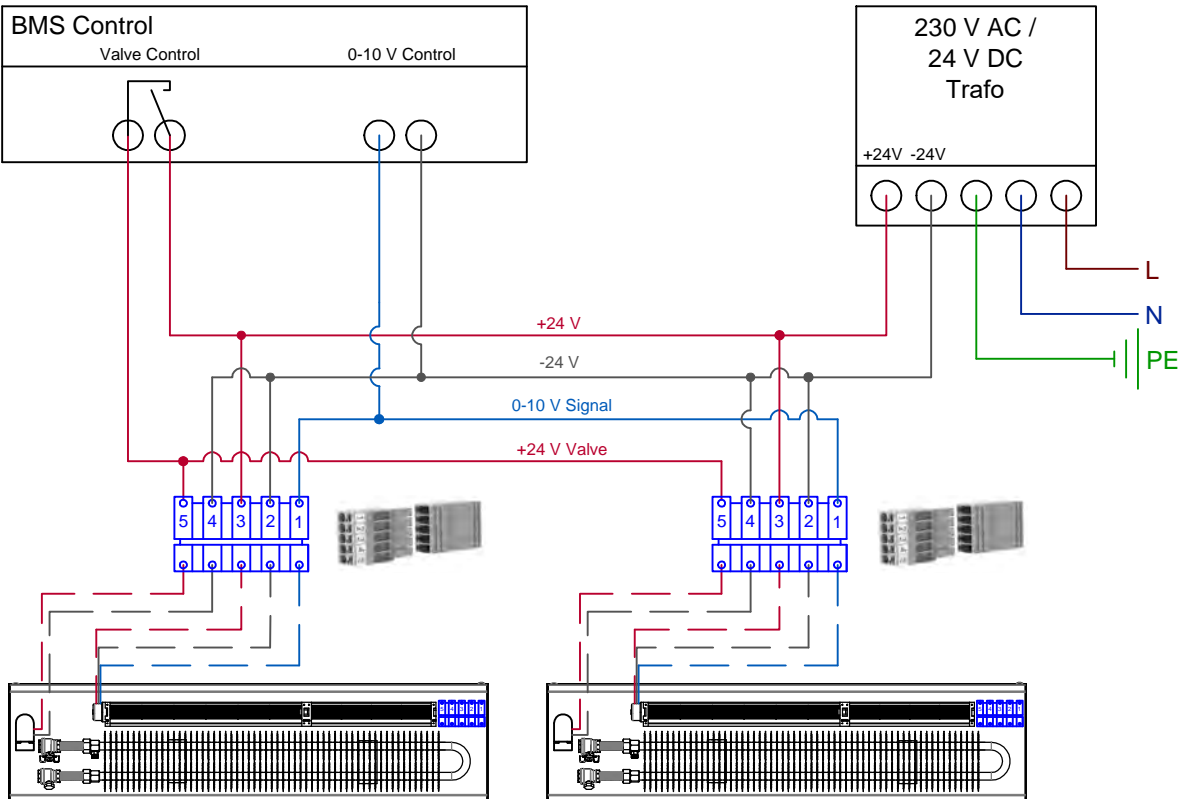 BMS Control
Valve Control
0-10 V Control
230 V AC /
24 V DC
Trafo
+24V -24V
L
N
PE
+24 V
-24 V
0-10 V Signal
+24 V Valve
5 4 3 2 1
5 4 3 2 1